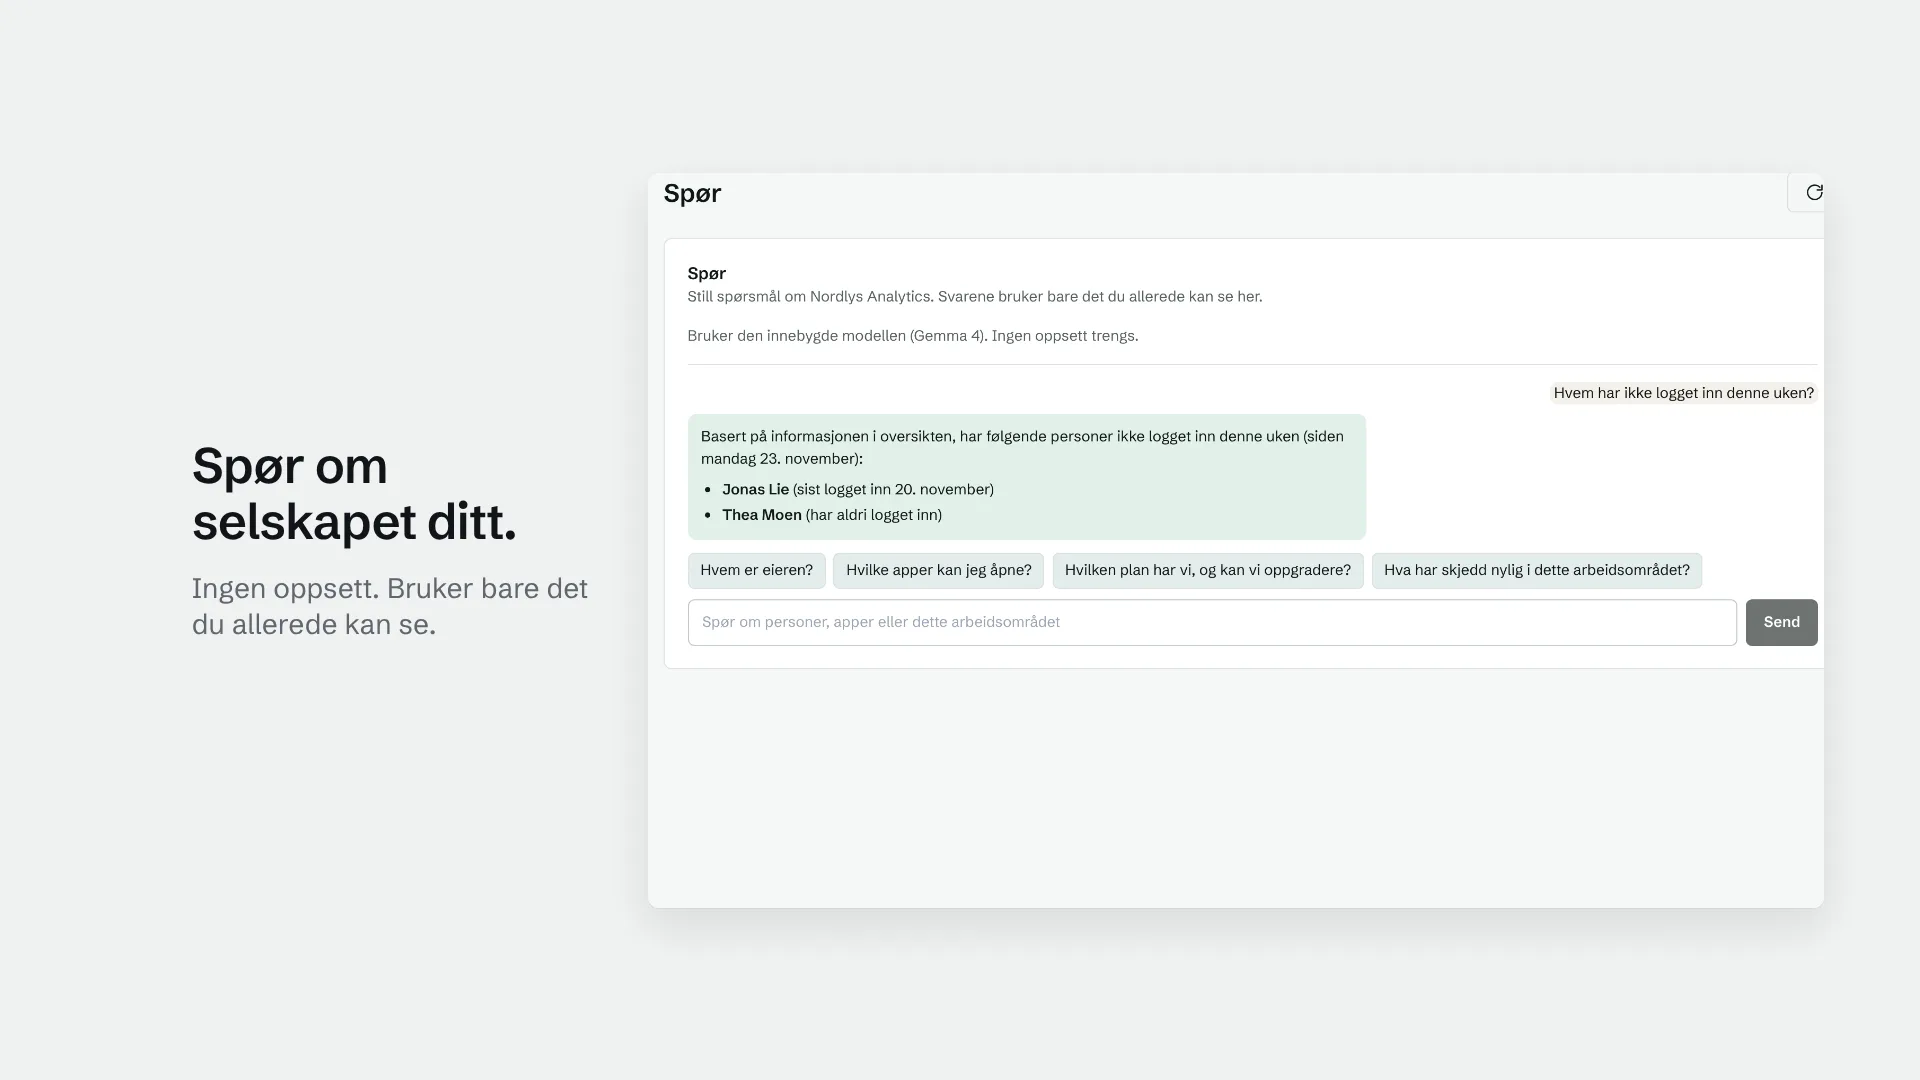 Spør om
selskapet ditt.
Ingen oppsett. Bruker bare det
du allerede kan se.
Spør
Spør
Still spørsmål om Nordlys Analytics. Svarene bruker bare det du allerede kan se her.
Bruker den innebygde modellen (Gemma 4). Ingen oppsett trengs.
Hvem har ikke logget inn denne uken?
Basert på informasjonen i oversikten, har følgende personer ikke logget inn denne uken (siden
mandag 23. november):
• Jonas Lie (sist logget inn 20. november)
• Thea Moen (har aldri logget inn)
Hvem er eieren? Hvilke apper kan jeg åpne? Hvilken plan har vi, og kan vi oppgradere? Hva har skjedd nylig i dette arbeidsområdet?
Spør om personer, apper eller dette arbeidsområdet Send